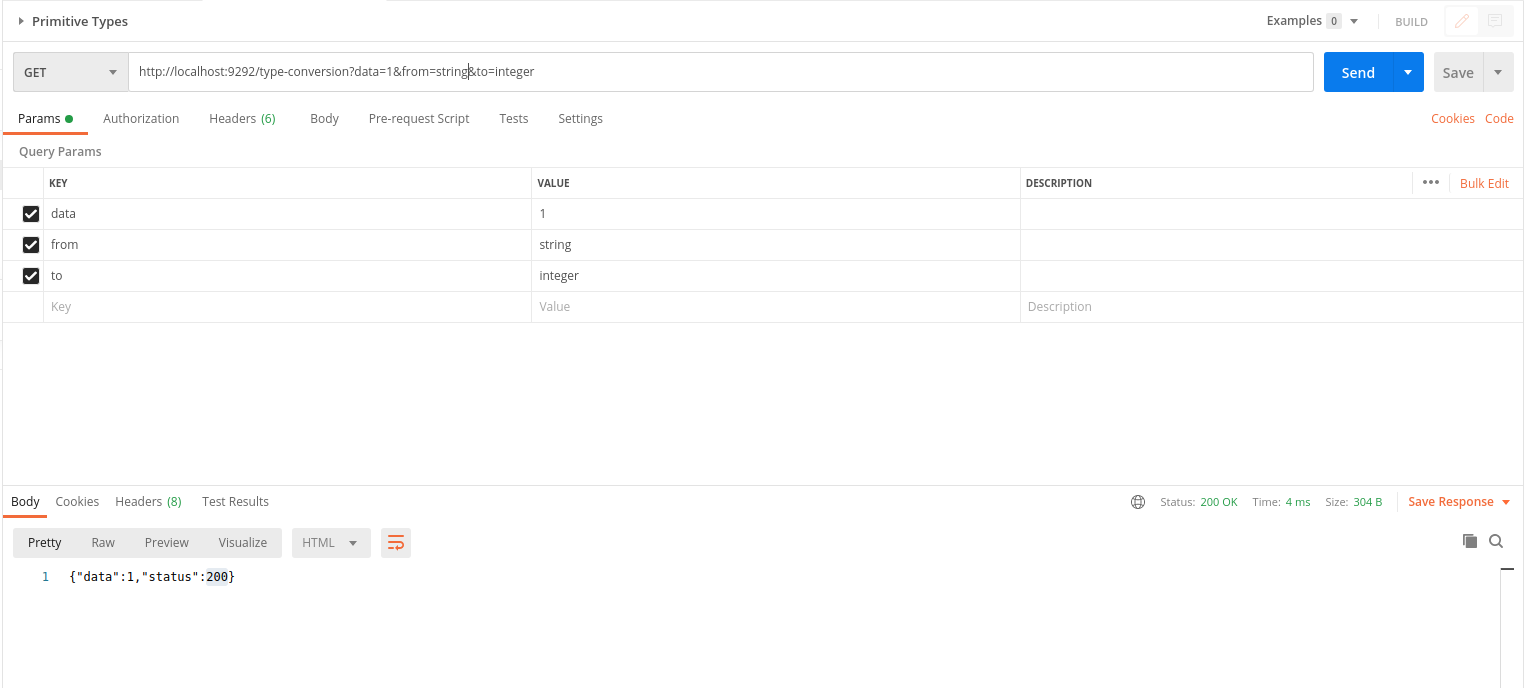 Primitive Types Examples 0 BUILD
GET http://localhost:9292/type-conversion?data=1&from=string&to=integer Send Save
Params Authorization Headers (6) Body Pre-request Script Tests Settings Cookies Code
Query Params
KEY VALUE DESCRIPTION ••• Bulk Edit
data 1
from string
to integer
Key Value Description
Body Cookies Headers (8) Test Results Status: 200 OK Time: 4 ms Size: 304 B Save Response
Pretty Raw Preview Visualize HTML
1 {"data":1,"status":200}